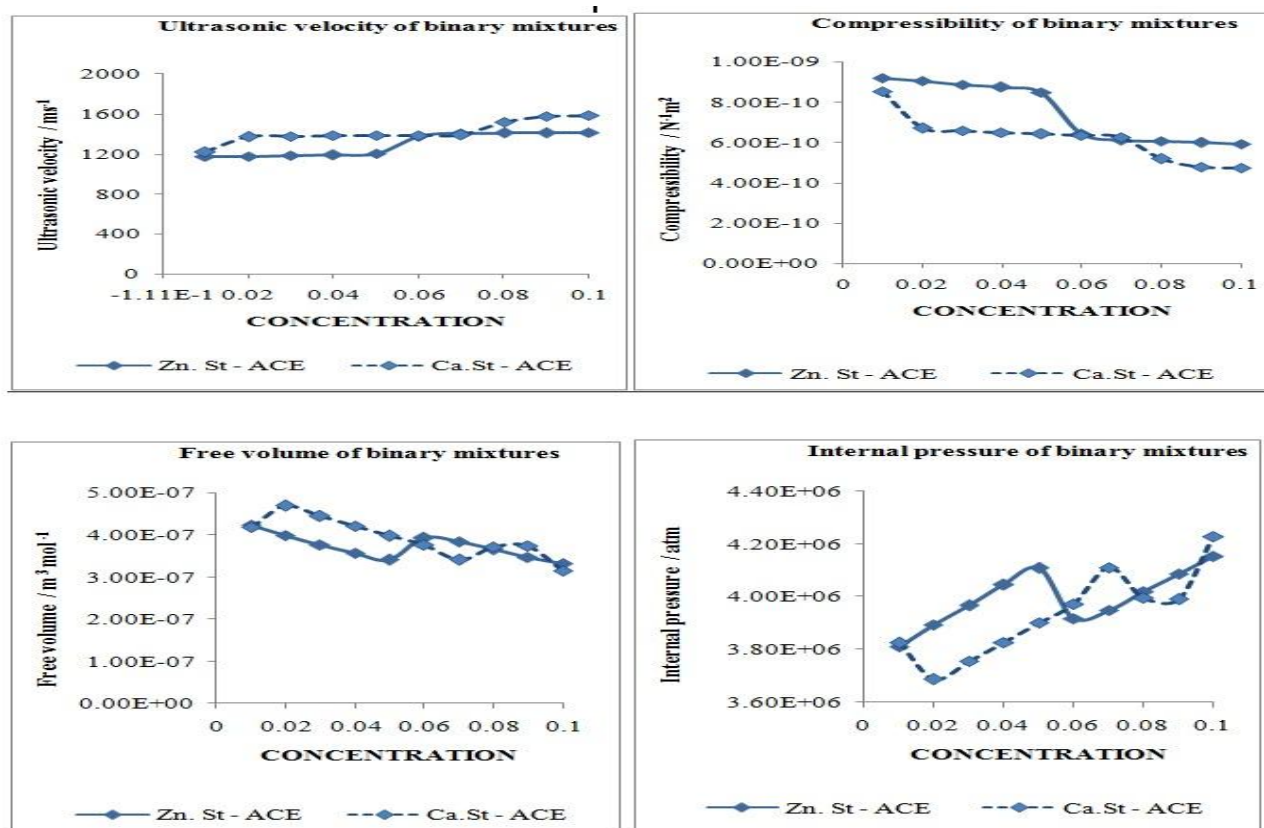 Ultrasonic velocity of binary mixtures
Ultrasonic velocity / ms-1
2000
1600
1200
800
400
0
-1.11E-1 0.02 0.04 0.06 0.08 0.1
CONCENTRATION
Zn. St - ACE Ca.St - ACE
Compressibility of binary mixtures
Compressibility / N-1m2
1.00E-09
8.00E-10
6.00E-10
4.00E-10
2.00E-10
0.00E+00
0 0.02 0.04 0.06 0.08 0.1
CONCENTRATION
Zn. St - ACE Ca.St - ACE
Free volume of binary mixtures
Free volume / m3 mol-1
5.00E-07
4.00E-07
3.00E-07
2.00E-07
1.00E-07
0.00E+00
0 0.02 0.04 0.06 0.08 0.1
CONCENTRATION
Zn. St - ACE Ca.St - ACE
Internal pressure of binary mixtures
Internal pressure / atm
4.40E+06
4.20E+06
4.00E+06
3.80E+06
3.60E+06
0 0.02 0.04 0.06 0.08 0.1
CONCENTRATION
Zn. St - ACE Ca.St - ACE